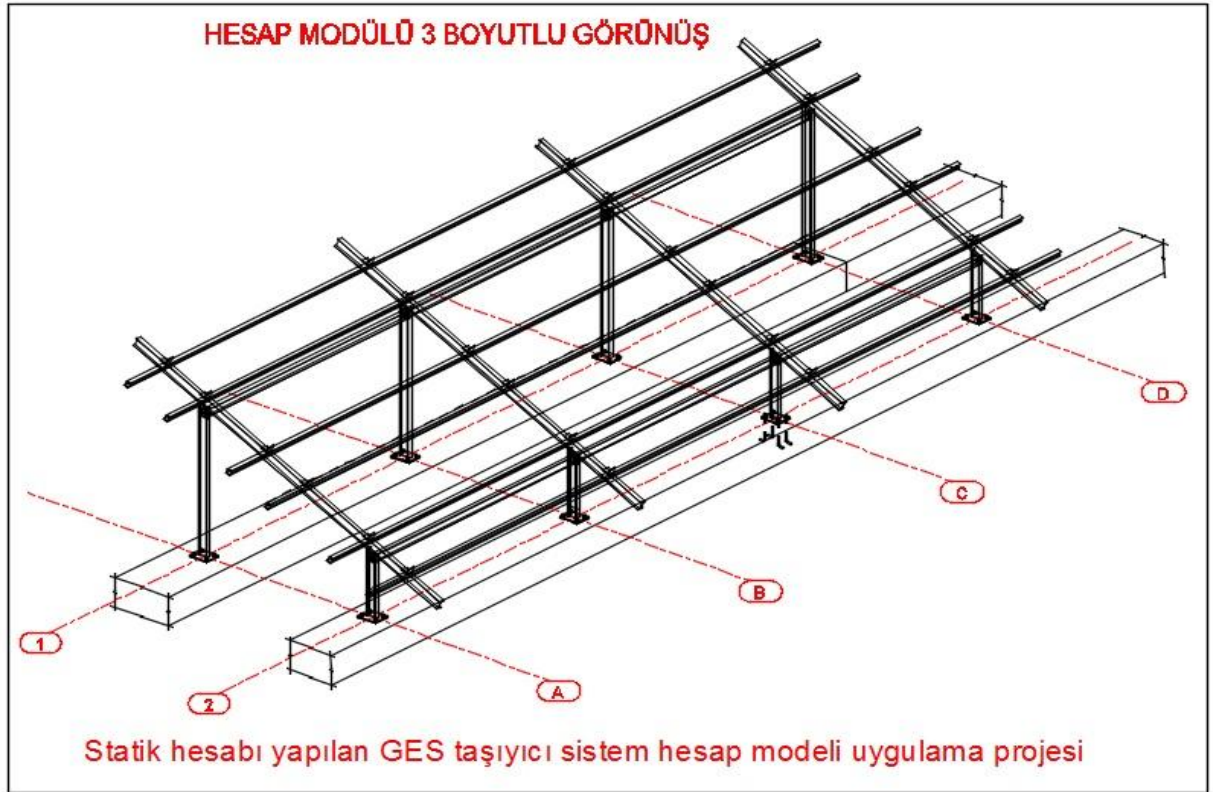 HESAP MODÜLÜ 3 BOYUTLU GÖRÜNÜŞ
D
C
B
1
A
2
Statik hesabı yapılan GES taşıyıcı sistem hesap modeli uygulama projesi